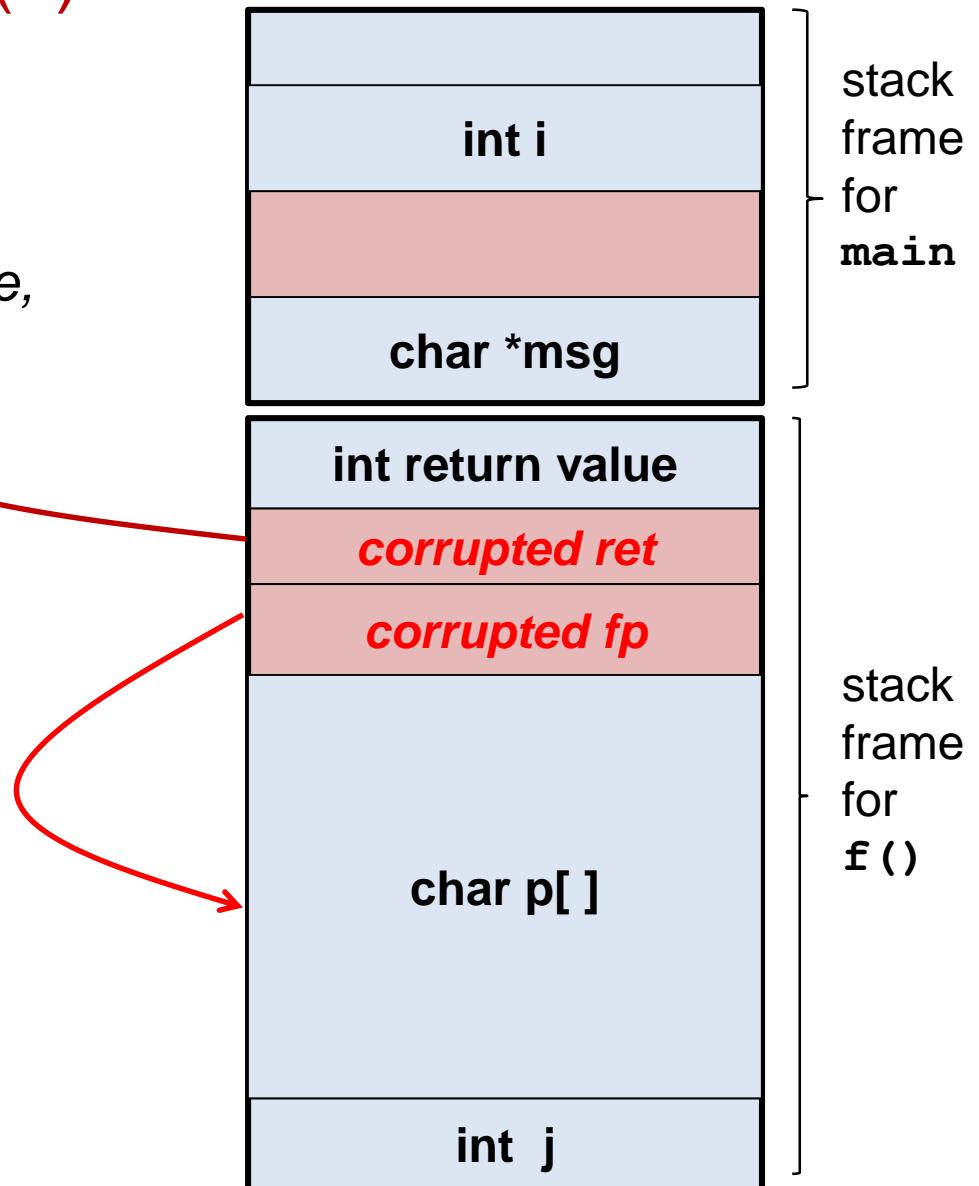 ( )
int i
stack
frame
for
main
e,
char *msg
int return value
corrupted ret
corrupted fp
stack
frame
for
f()
char p[ ]
int j